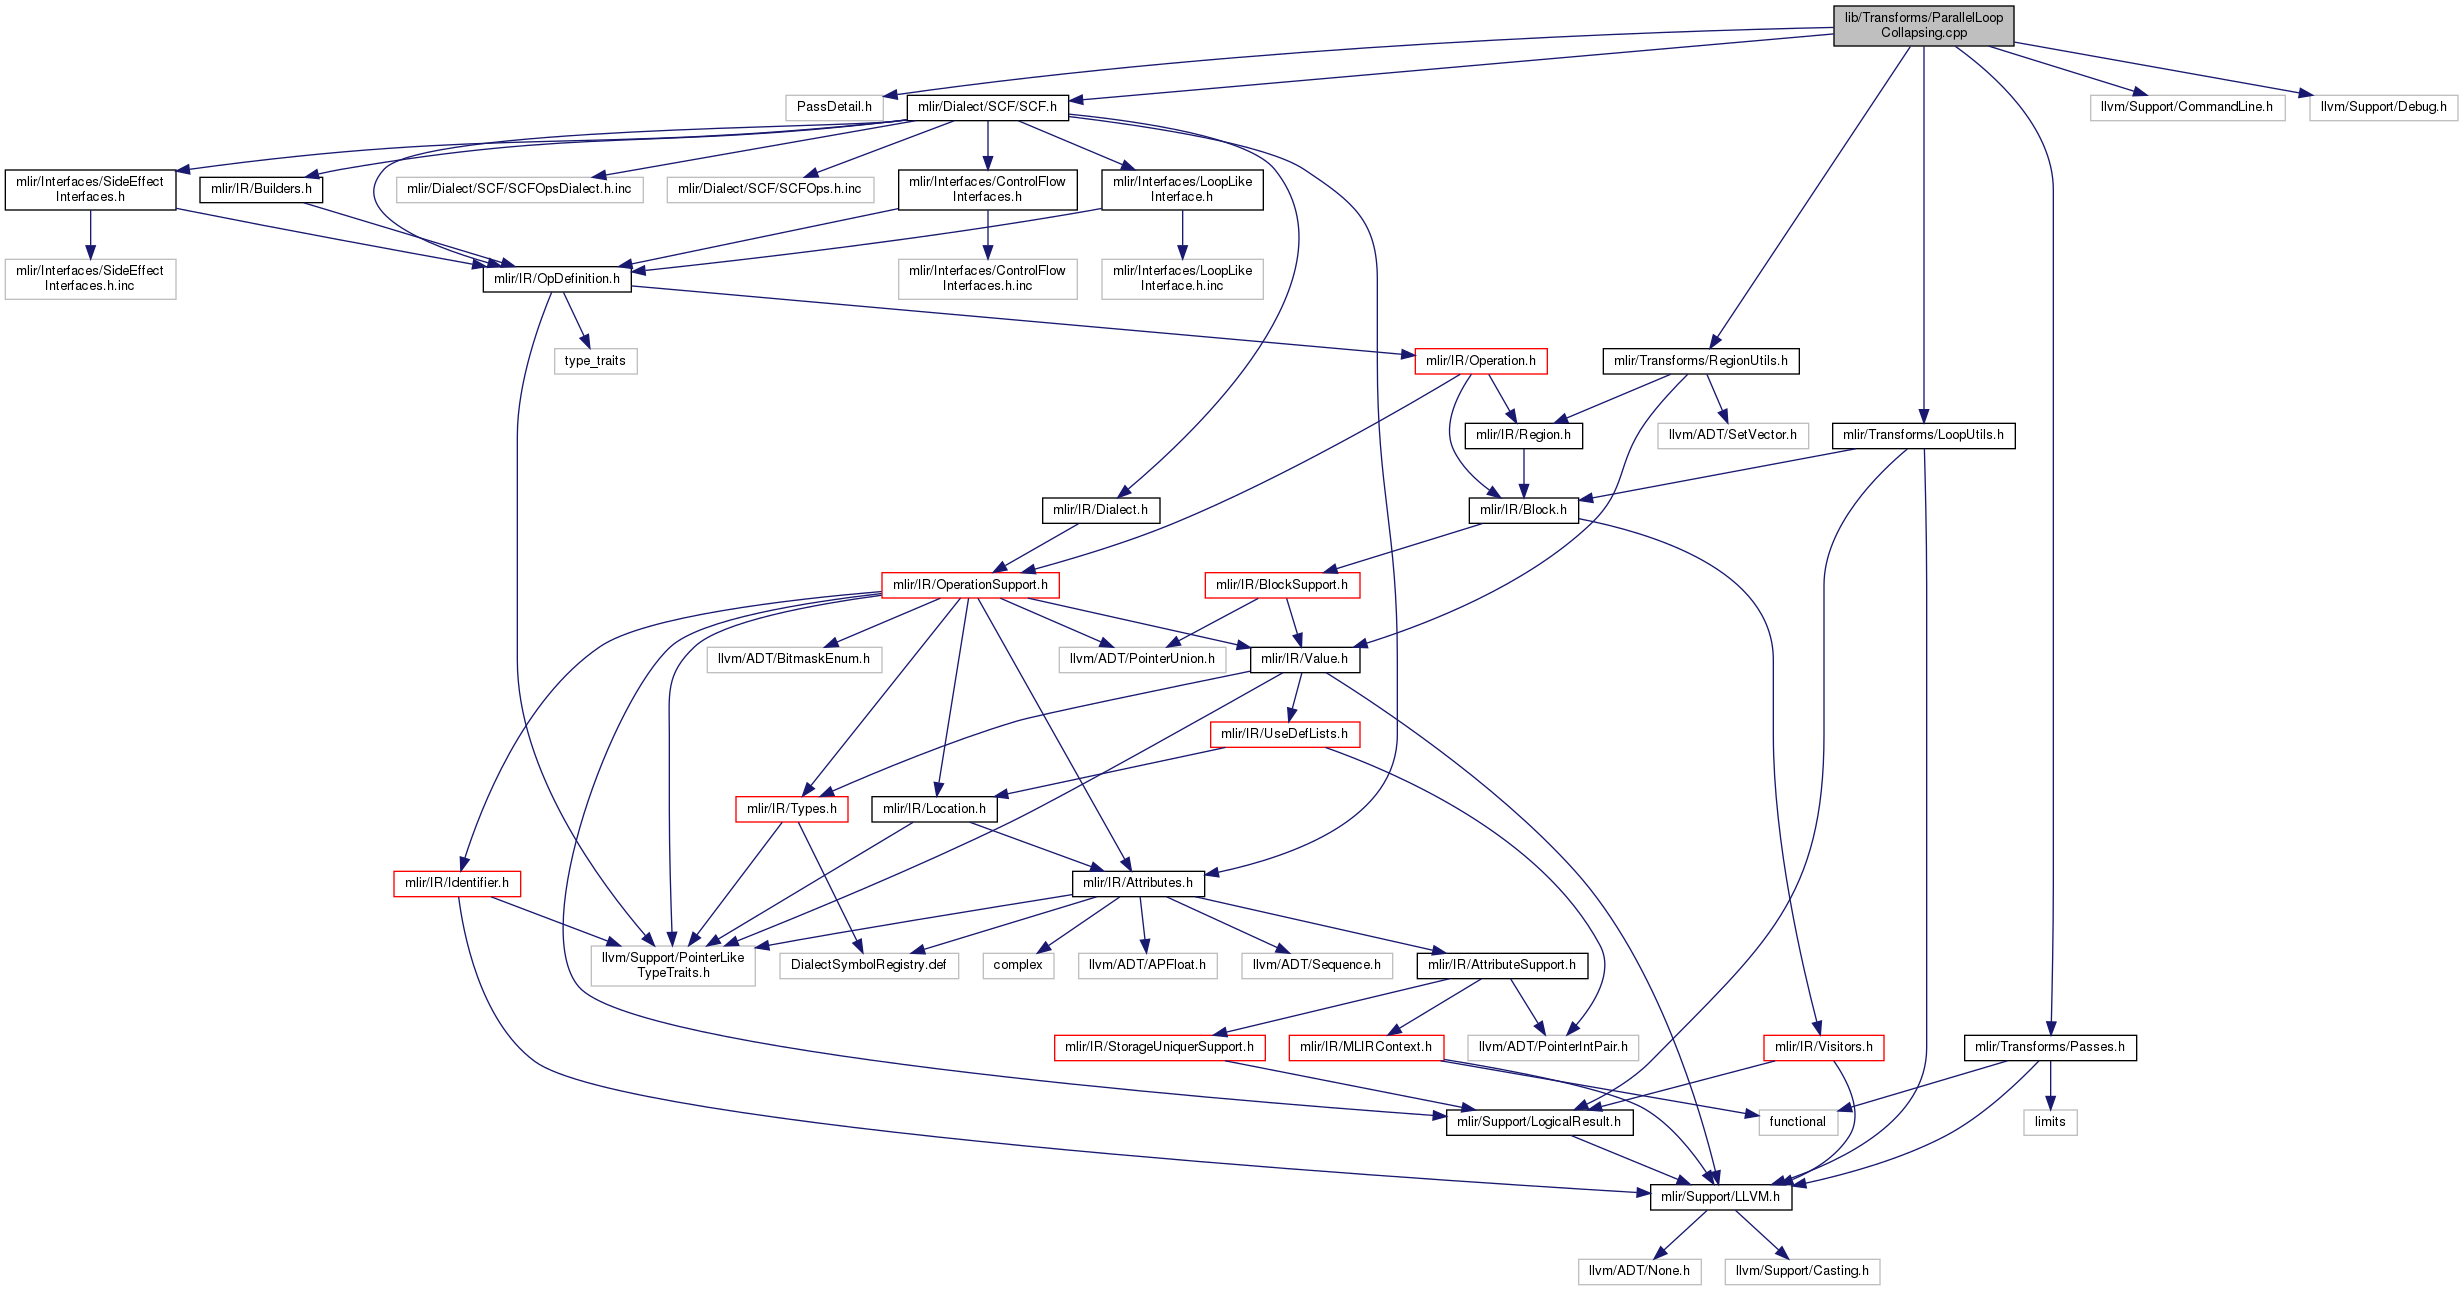 lib/Transforms/ParallelLoop
Collapsing.cpp
PassDetail.h
mlir/Dialect/SCF/SCF.h
llvm/Support/CommandLine.h
llvm/Support/Debug.h
mlir/Interfaces/SideEffect
Interfaces.h
mlir/IR/Builders.h
mlir/Dialect/SCF/SCFOpsDialect.h.inc
mlir/Dialect/SCF/SCFOps.h.inc
mlir/Interfaces/ControlFlow
Interfaces.h
mlir/Interfaces/LoopLike
Interface.h
mlir/Interfaces/SideEffect
Interfaces.h.inc
mlir/IR/OpDefinition.h
mlir/Interfaces/ControlFlow
Interfaces.h.inc
mlir/Interfaces/LoopLike
Interface.h.inc
type_traits
mlir/IR/Operation.h
mlir/Transforms/RegionUtils.h
mlir/IR/Region.h
llvm/ADT/SetVector.h
mlir/Transforms/LoopUtils.h
mlir/IR/Dialect.h
mlir/IR/Block.h
mlir/IR/OperationSupport.h
mlir/IR/BlockSupport.h
llvm/ADT/BitmaskEnum.h
llvm/ADT/PointerUnion.h
mlir/IR/Value.h
mlir/IR/UseDefLists.h
mlir/IR/Types.h
mlir/IR/Location.h
mlir/IR/Identifier.h
mlir/IR/Attributes.h
llvm/Support/PointerLike
TypeTraits.h
DialectSymbolRegistry.def
complex
llvm/ADT/APFloat.h
llvm/ADT/Sequence.h
mlir/IR/AttributeSupport.h
mlir/IR/StorageUniquerSupport.h
mlir/IR/MLIRContext.h
llvm/ADT/PointerIntPair.h
mlir/IR/Visitors.h
mlir/Transforms/Passes.h
mlir/Support/LogicalResult.h
functional
limits
mlir/Support/LLVM.h
llvm/ADT/None.h
llvm/Support/Casting.h